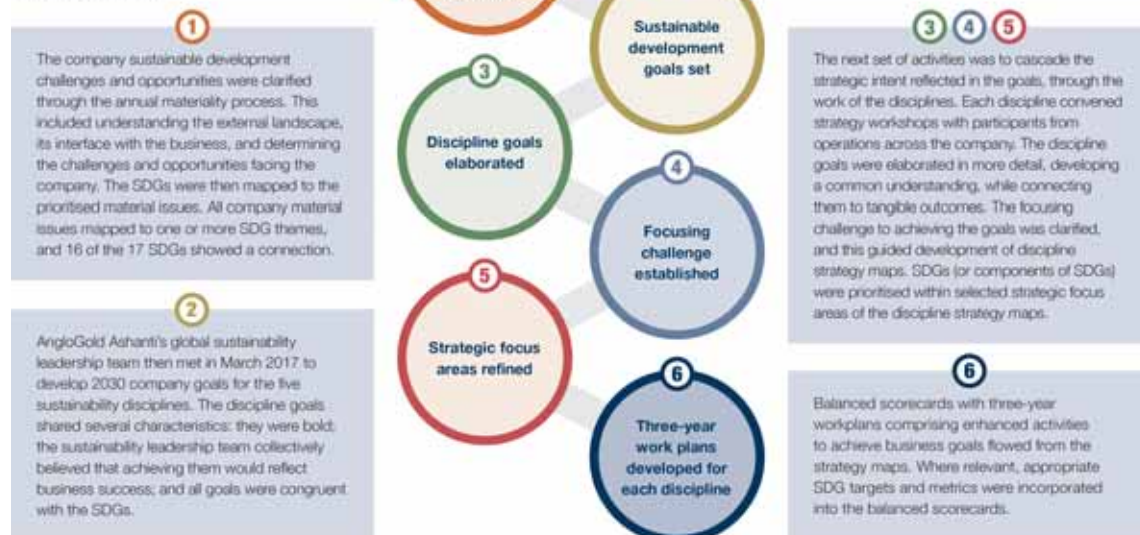 1
The company sustainable development
challenges and opportunities were clarified
through the annual materiality process. This
included understanding the external landscape,
its interface with the business, and determining
the challenges and opportunities facing the
company. The SDGs were then mapped to the
prioritised material issues. All company material
issues mapped to one or more SDG themes,
and 16 of the 17 SDGs showed a connection.
2
AngloGold Ashanti's global sustainability
leadership team then met in March 2017 to
develop 2030 company goals for the five
sustainability disciplines. The discipline goals
shared several characteristics: they were bold;
the sustainability leadership team collectively
believed that achieving them would reflect
business success; and all goals were congruent
with the SDGs.
Sustainable
development
goals set
3
Discipline goals
elaborated
4
Focusing
challenge
established
5
Strategic focus
areas refined
6
Three-year
work plans
developed for
each discipline
3 4 5
The next set of activities was to cascade the
strategic intent reflected in the goals, through the
work of the disciplines. Each discipline convened
strategy workshops with participants from
operations across the company. The discipline
goals were elaborated in more detail, developing
a common understanding, while connecting
them to tangible outcomes. The focusing
challenge to achieving the goals was clarified,
and this guided development of discipline
strategy maps. SDGs (or components of SDGs)
were prioritised within selected strategic focus
areas of the discipline strategy maps.
6
Balanced scorecards with three-year
workplans comprising enhanced activities
to achieve business goals flowed from the
strategy maps. Where relevant, appropriate
SDG targets and metrics were incorporated
into the balanced scorecards.